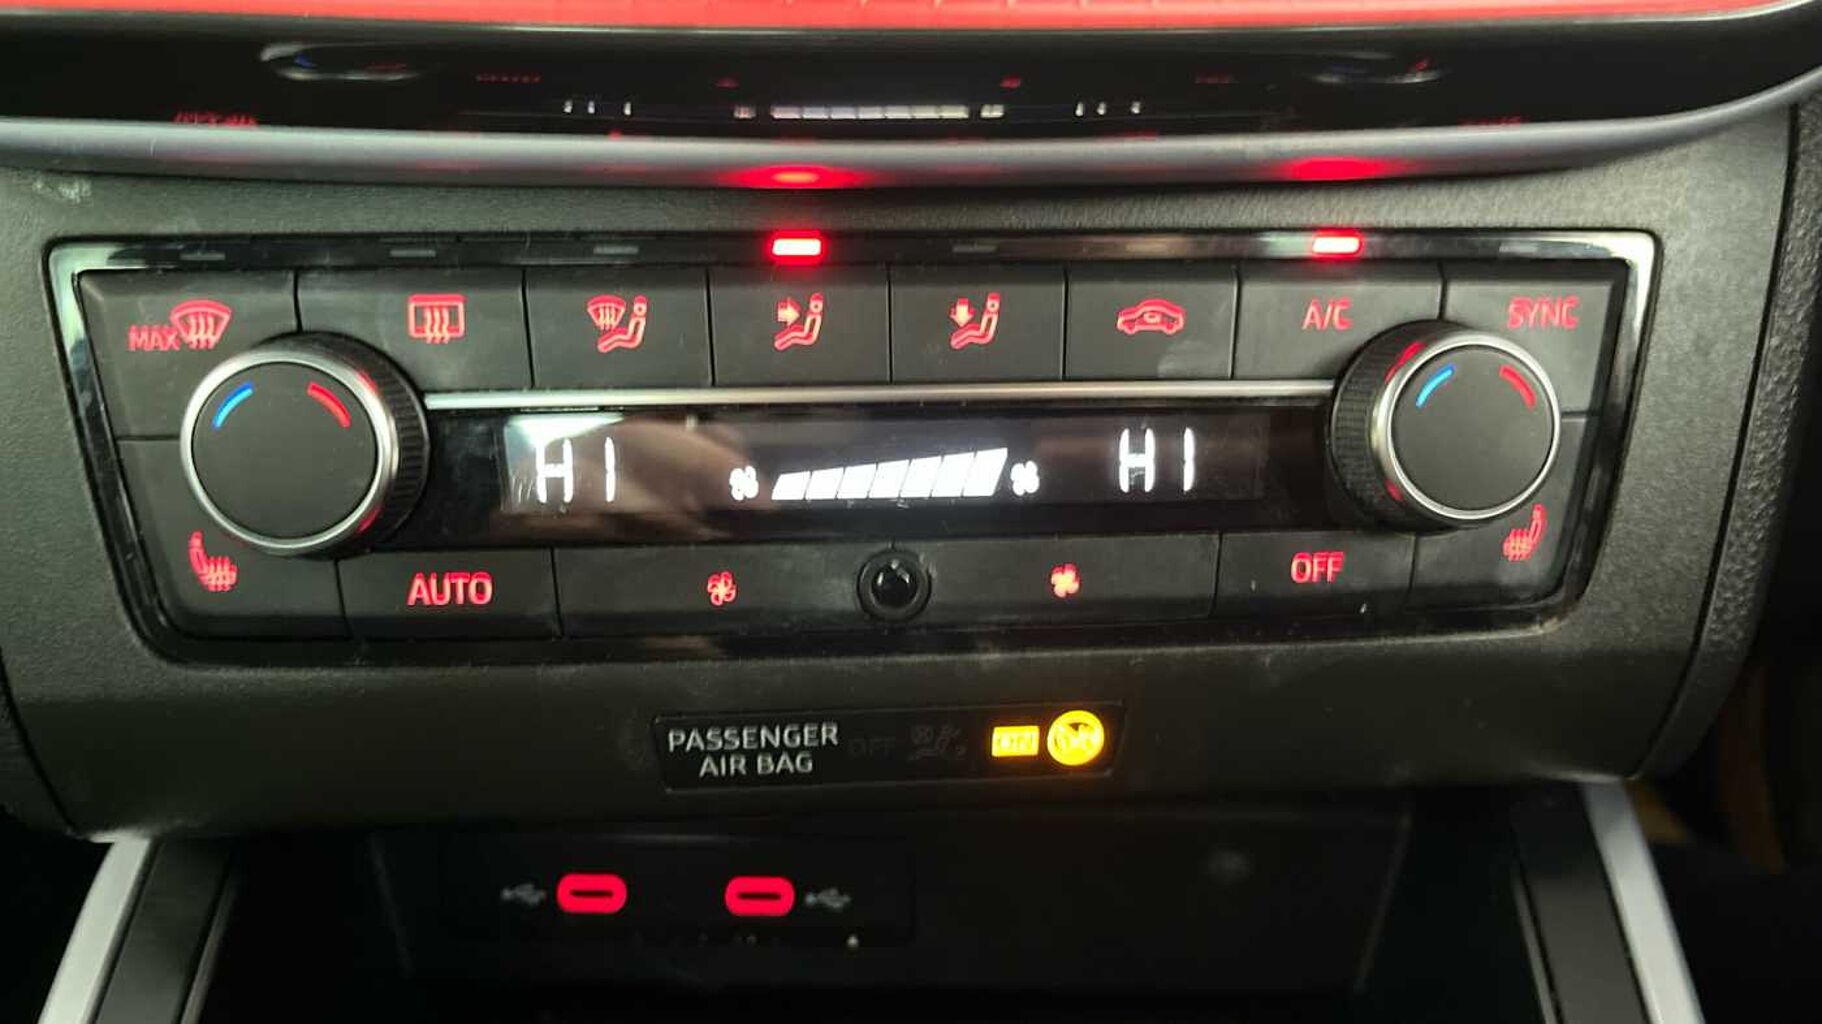 MAX
A/C
SYNC
HI
HI
AUTO
OFF
PASSENGER
AIR BAG
OFF
ON